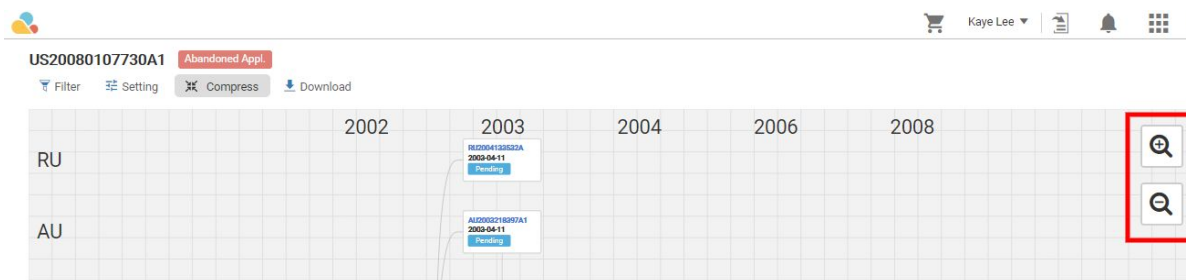 Kaye Lee
US20080107730A1 Abandoned Appl.
Filter Setting Compress Download
2002 2003 2004 2006 2008
RU
RU2004133532A
2003-04-11
Pending
AU
AU2003218397A1
2003-04-11
Pending